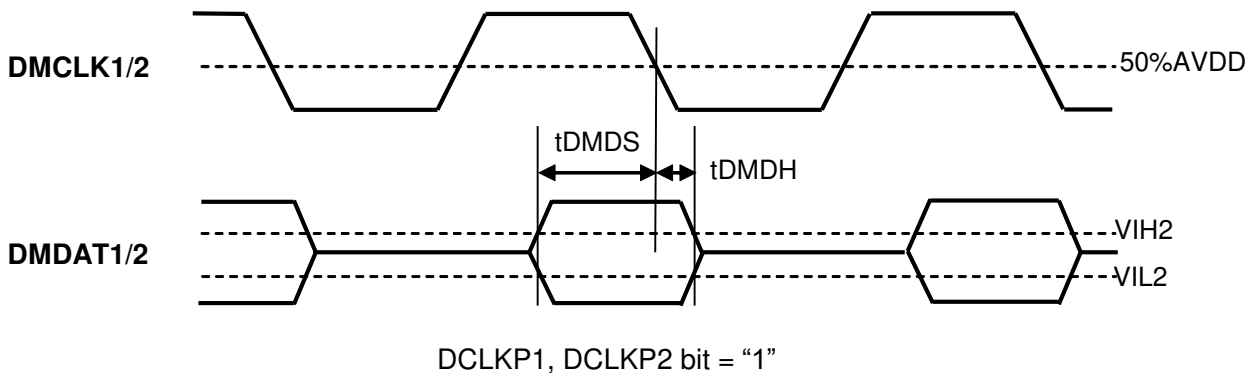 DMCLK1/2
50%AVDD
tDMDS
tDMDH
DMDAT1/2
VIH2
VIL2
DCLKP1, DCLKP2 bit = “1”